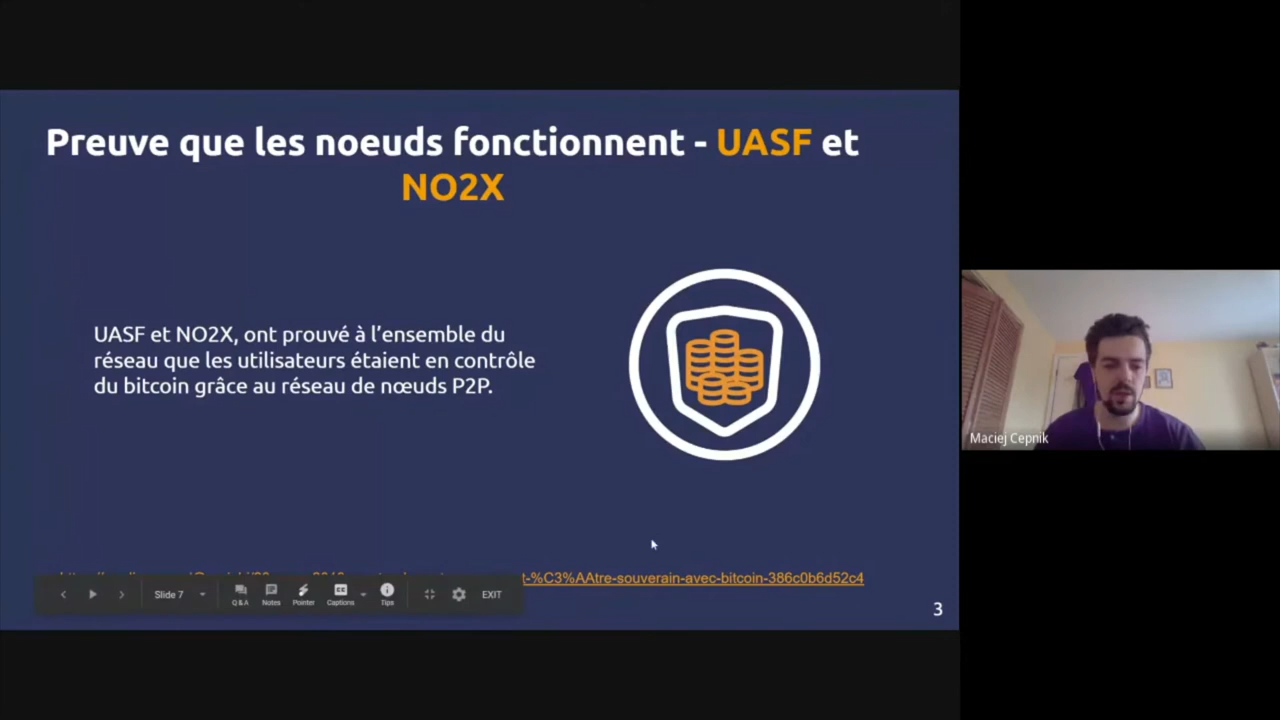 Preuve que les noeuds fonctionnent - UASF et
NO2X
UASF et NO2X, ont prouvé à l’ensemble du
réseau que les utilisateurs étaient en contrôle
du bitcoin grâce au réseau de nœuds P2P.
t-%C3%AAtre-souverain-avec-bitcoin-386c0b6d52c4
Slide 7
Q&A
Notes
Pointer
Captions
Tips
EXIT
3
Maciej Cepnik